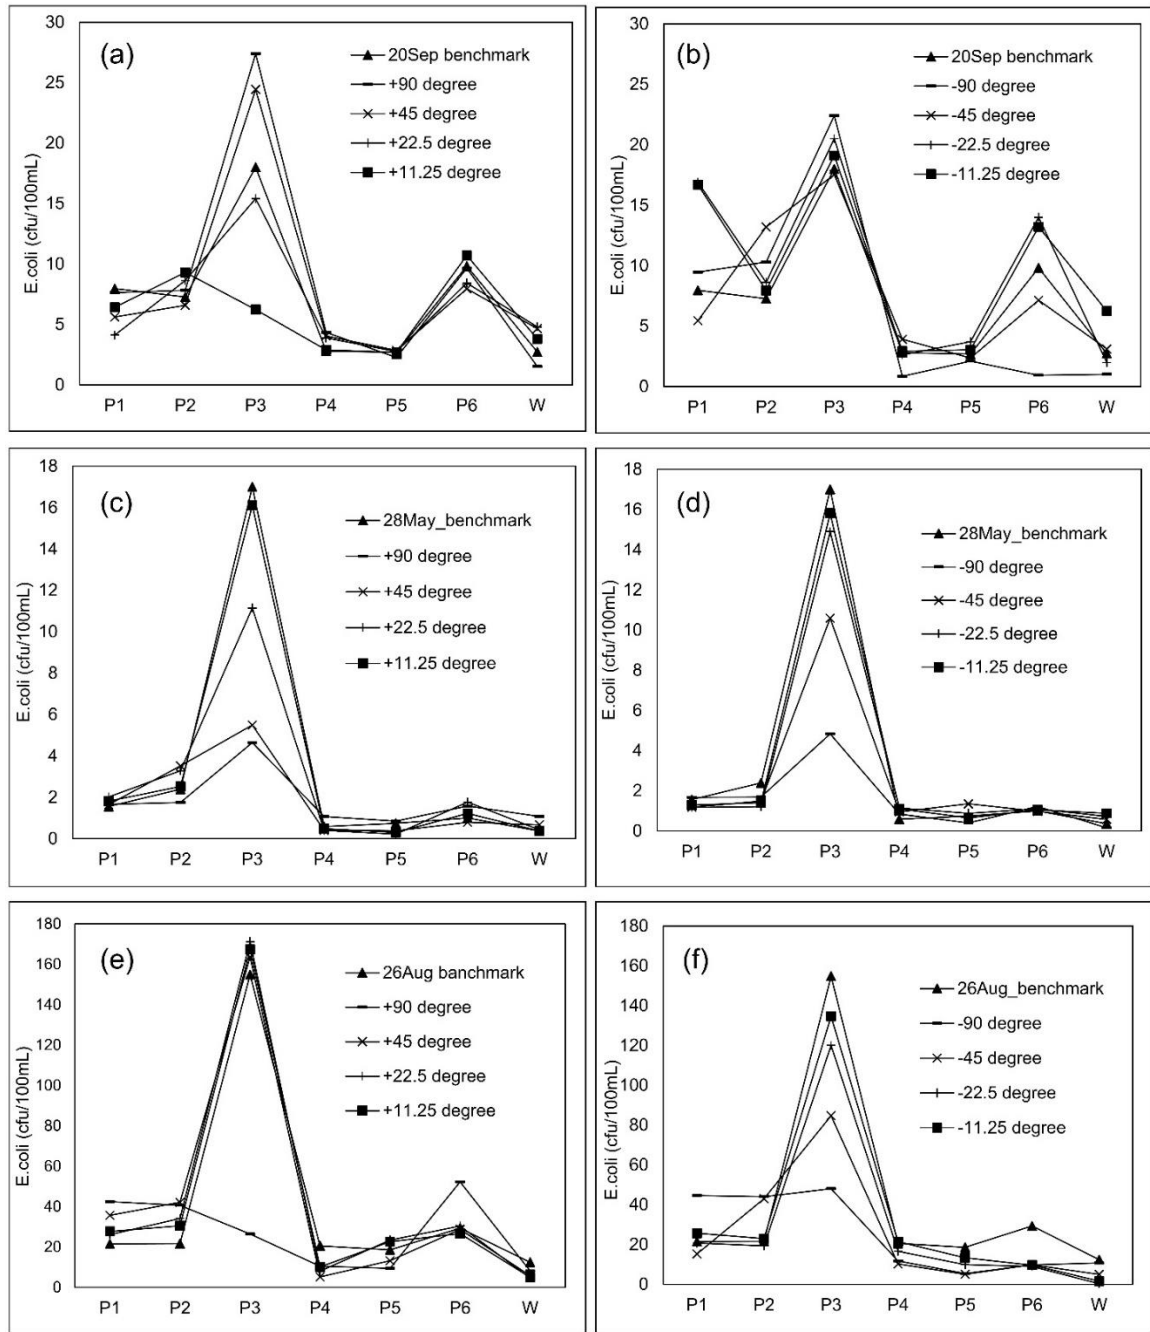 (a)
E.coli (cfu/100mL)
30
25
20
15
10
5
0
20Sep benchmark
+90 degree
+45 degree
+22.5 degree
+11.25 degree
P1 P2 P3 P4 P5 P6 W
(b)
E.coli (cfu/100mL)
30
25
20
15
10
5
0
20Sep benchmark
-90 degree
-45 degree
-22.5 degree
-11.25 degree
P1 P2 P3 P4 P5 P6 W
(c)
E.coli (cfu/100mL)
18
16
14
12
10
8
6
4
2
0
28May_benchmark
+90 degree
+45 degree
+22.5 degree
+11.25 degree
P1 P2 P3 P4 P5 P6 W
(d)
E.coli (cfu/100mL)
18
16
14
12
10
8
6
4
2
0
28May_benchmark
-90 degree
-45 degree
-22.5 degree
-11.25 degree
P1 P2 P3 P4 P5 P6 W
(e)
E.coli (cfu/100mL)
180
160
140
120
100
80
60
40
20
0
26Aug banchmark
+90 degree
+45 degree
+22.5 degree
+11.25 degree
P1 P2 P3 P4 P5 P6 W
(f)
E.coli (cfu/100mL)
180
160
140
120
100
80
60
40
20
0
26Aug_benchmark
-90 degree
-45 degree
-22.5 degree
-11.25 degree
P1 P2 P3 P4 P5 P6 W